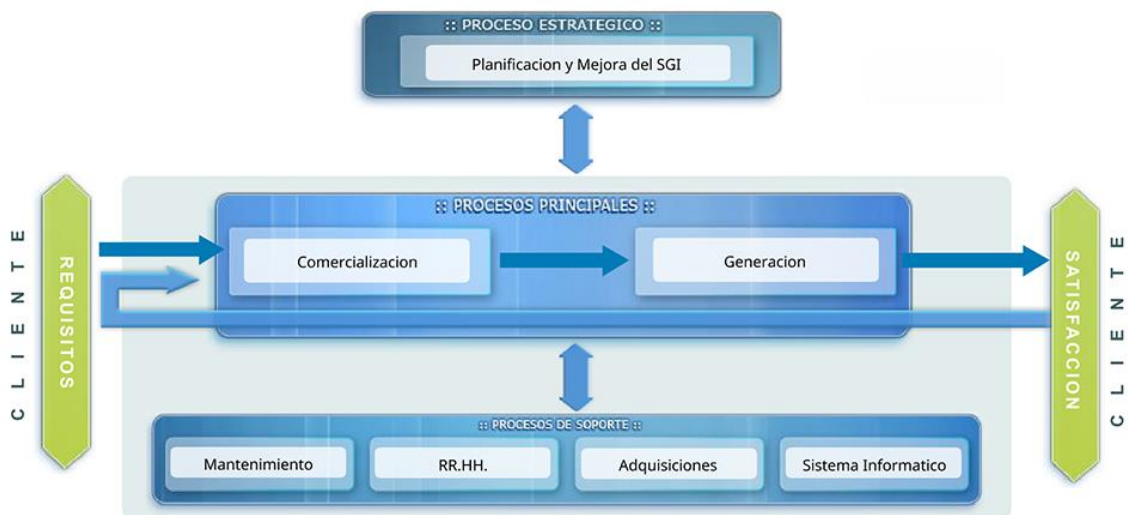 :: PROCESO ESTRATEGICO ::
Planificacion y Mejora del SGI
CLIENTE
REQUISITOS
:: PROCESOS PRINCIPALES ::
Comercializacion
Generacion
SATISFACCION
CLIENTE
:: PROCESOS DE SOPORTE ::
Mantenimiento
RR.HH.
Adquisiciones
Sistema Informatico